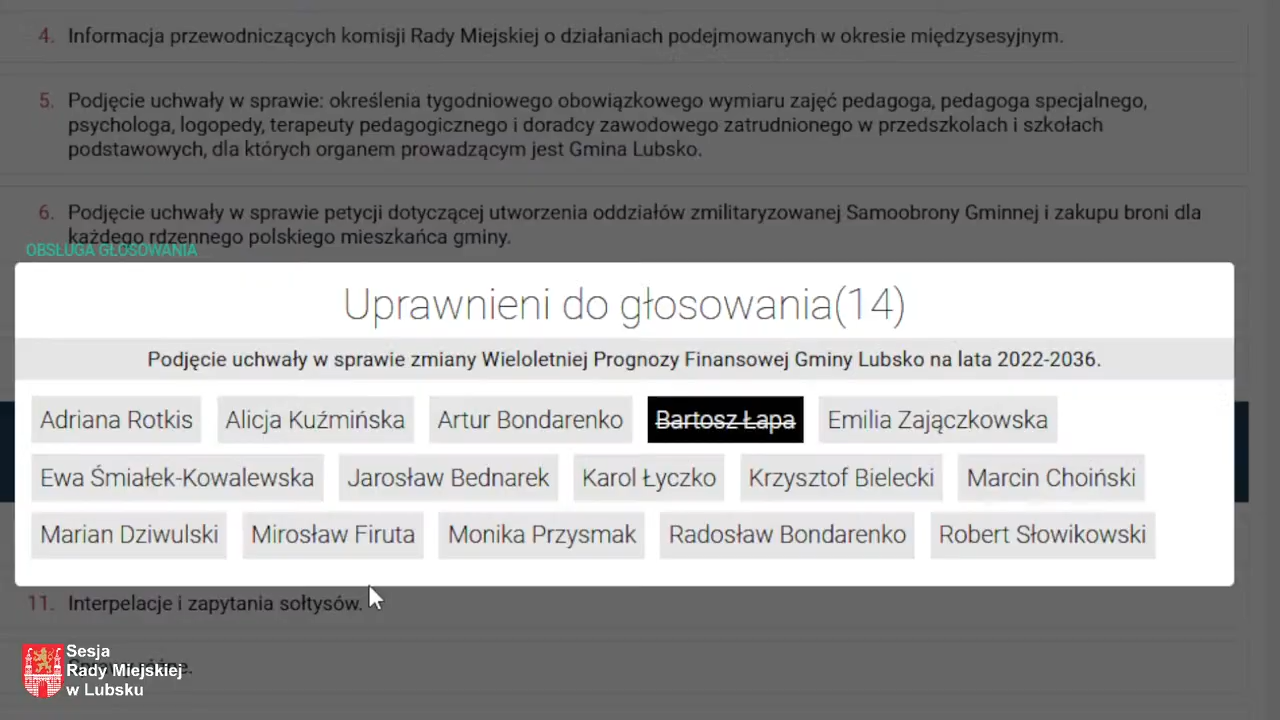 4. Informacja przewodniczących komisji Rady Miejskiej o działaniach podejmowanych w okresie międzysesyjnym.
5. Podjęcie uchwały w sprawie: określenia tygodniowego obowiązkowego wymiaru zajęć pedagoga, pedagoga specjalnego,
psychologa, logopedy, terapeuty pedagogicznego i doradcy zawodowego zatrudnionego w przedszkolach i szkołach
podstawowych, dla których organem prowadzącym jest Gmina Lubsko.
6. Podjęcie uchwały w sprawie petycji dotyczącej utworzenia oddziałów zmilitaryzowanej Samoobrony Gminnej i zakupu broni dla
każdego rdzennego polskiego mieszkańca gminy.
OBSŁUGA GŁOSOWANIA
Uprawnieni do głosowania(14)
Podjęcie uchwały w sprawie zmiany Wieloletniej Prognozy Finansowej Gminy Lubsko na lata 2022-2036.
Adriana Rotkis Alicja Kuźmińska Artur Bondarenko Bartosz Łapa Emilia Zajączkowska
Ewa Śmiałek-Kowalewska Jarosław Bednarek Karol Łyczko Krzysztof Bielecki Marcin Choiński
Marian Dziwulski Mirosław Firuta Monika Przysmak Radosław Bondarenko Robert Słowikowski
11. Interpelacje i zapytania sołtysów.
Sesja
Rady Miejskiej
w Lubsku